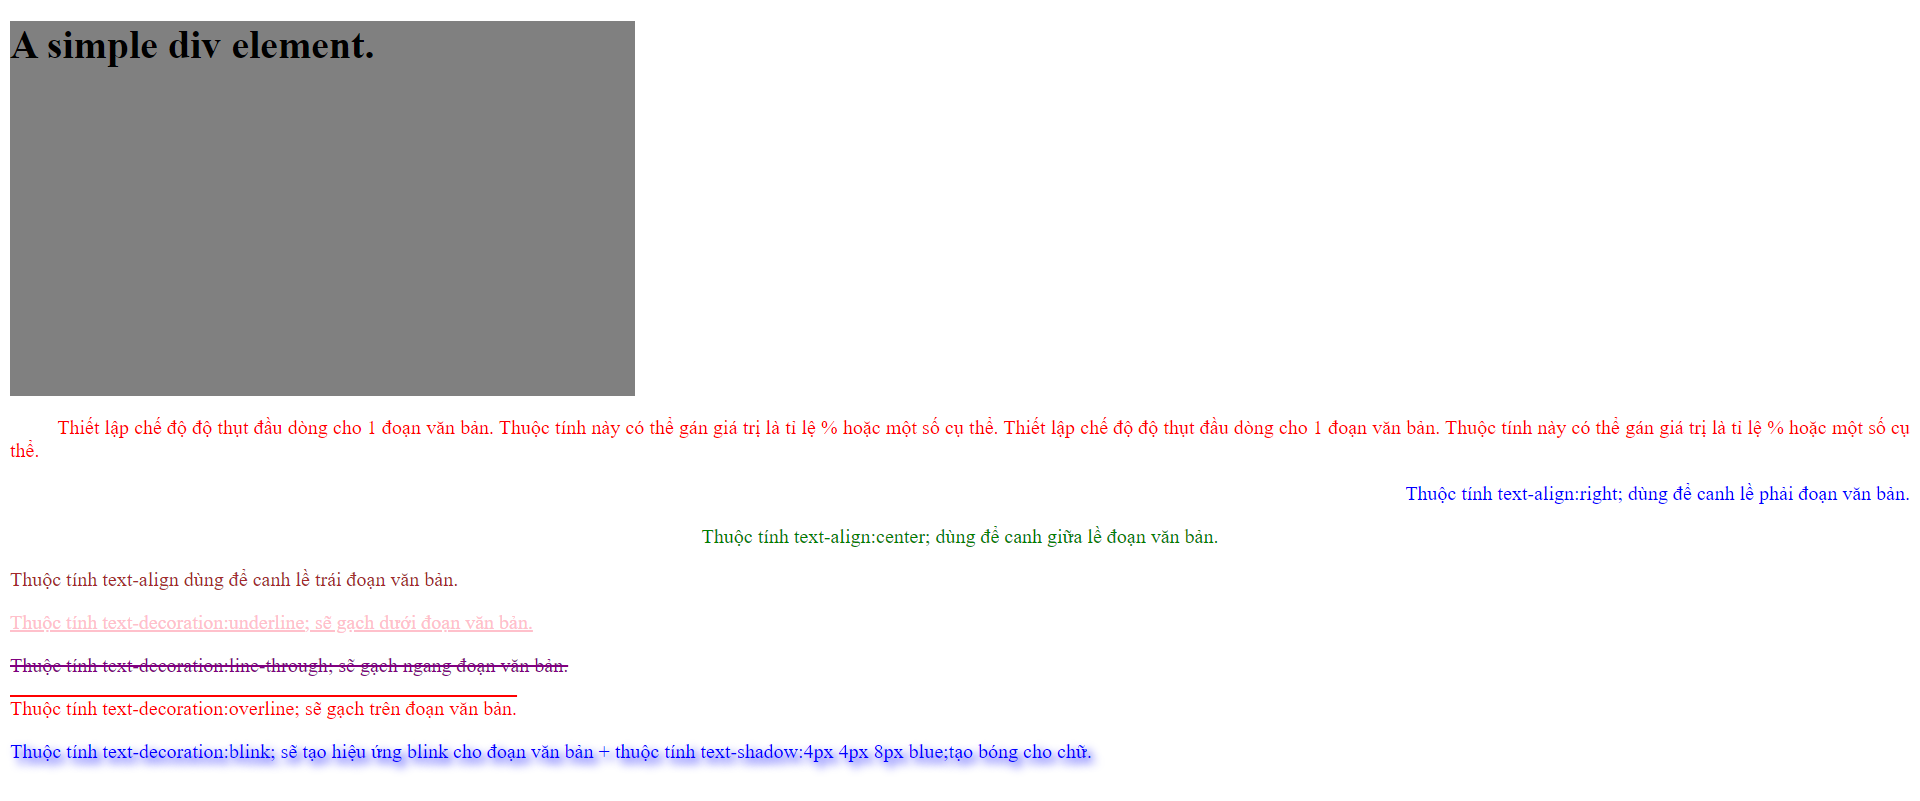 A simple div element.
Thiết lập chế độ độ thụt đầu dòng cho 1 đoạn văn bản. Thuộc tính này có thể gán giá trị là tỉ lệ % hoặc một số cụ thể. Thiết lập chế độ độ thụt đầu dòng cho 1 đoạn văn bản. Thuộc tính này có thể gán giá trị là tỉ lệ % hoặc một số cụ
thể.
Thuộc tính text-align:right; dùng để canh lề phải đoạn văn bản.
Thuộc tính text-align:center; dùng để canh giữa lề đoạn văn bản.
Thuộc tính text-align dùng để canh lề trái đoạn văn bản.
Thuộc tính text-decoration:underline; sẽ gạch dưới đoạn văn bản.
Thuộc tính text-decoration:line-through; sẽ gạch ngang đoạn văn bản.
Thuộc tính text-decoration:overline; sẽ gạch trên đoạn văn bản.
Thuộc tính text-decoration:blink; sẽ tạo hiệu ứng blink cho đoạn văn bản + thuộc tính text-shadow:4px 4px 8px blue;tạo bóng cho chữ.